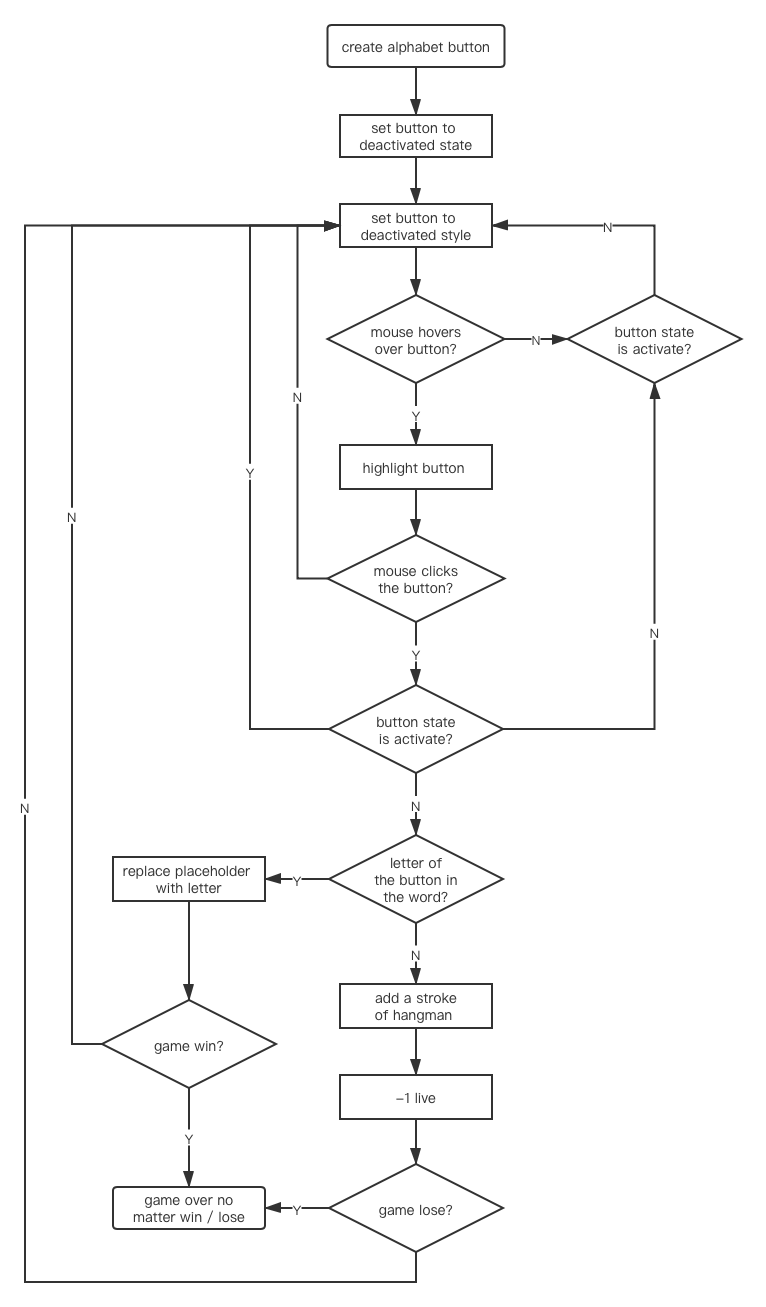 create alphabet button
set button to
deactivated state
set button to
deactivated style
N
mouse hovers
over button?
N
button state
is activate?
N
Y
highlight button
Y
N
mouse clicks
the button?
N
Y
button state
is activate?
N
N
letter of
the button in
the word?
Y
replace placeholder
with letter
N
add a stroke
of hangman
game win?
–1 live
Y
game over no
matter win / lose
Y
game lose?